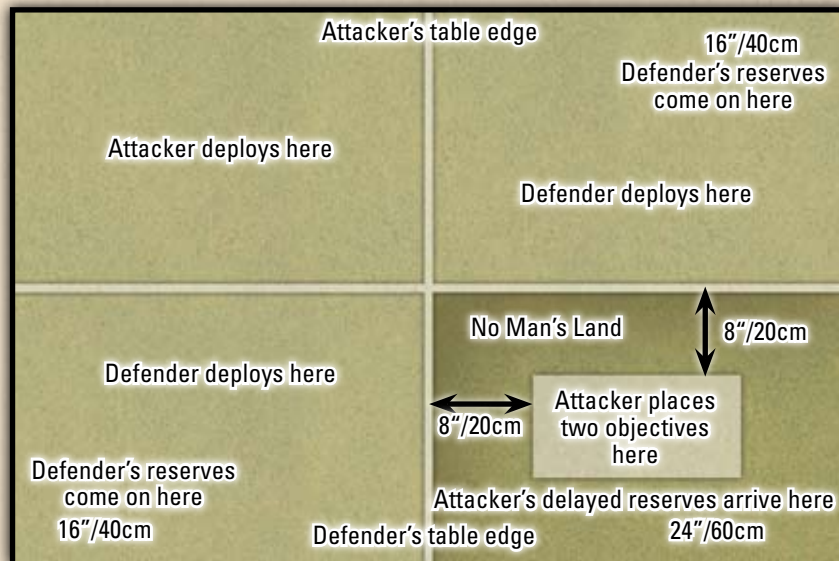 Attacker’s table edge
16”/40cm
Defender’s reserves
come on here
Attacker deploys here
Defender deploys here
No Man’s Land
8“/20cm
Defender deploys here
8“/20cm
Attacker places
two objectives
here
Defender’s reserves
come on here
16”/40cm
Attacker’s delayed reserves arrive here
24”/60cm
Defender’s table edge